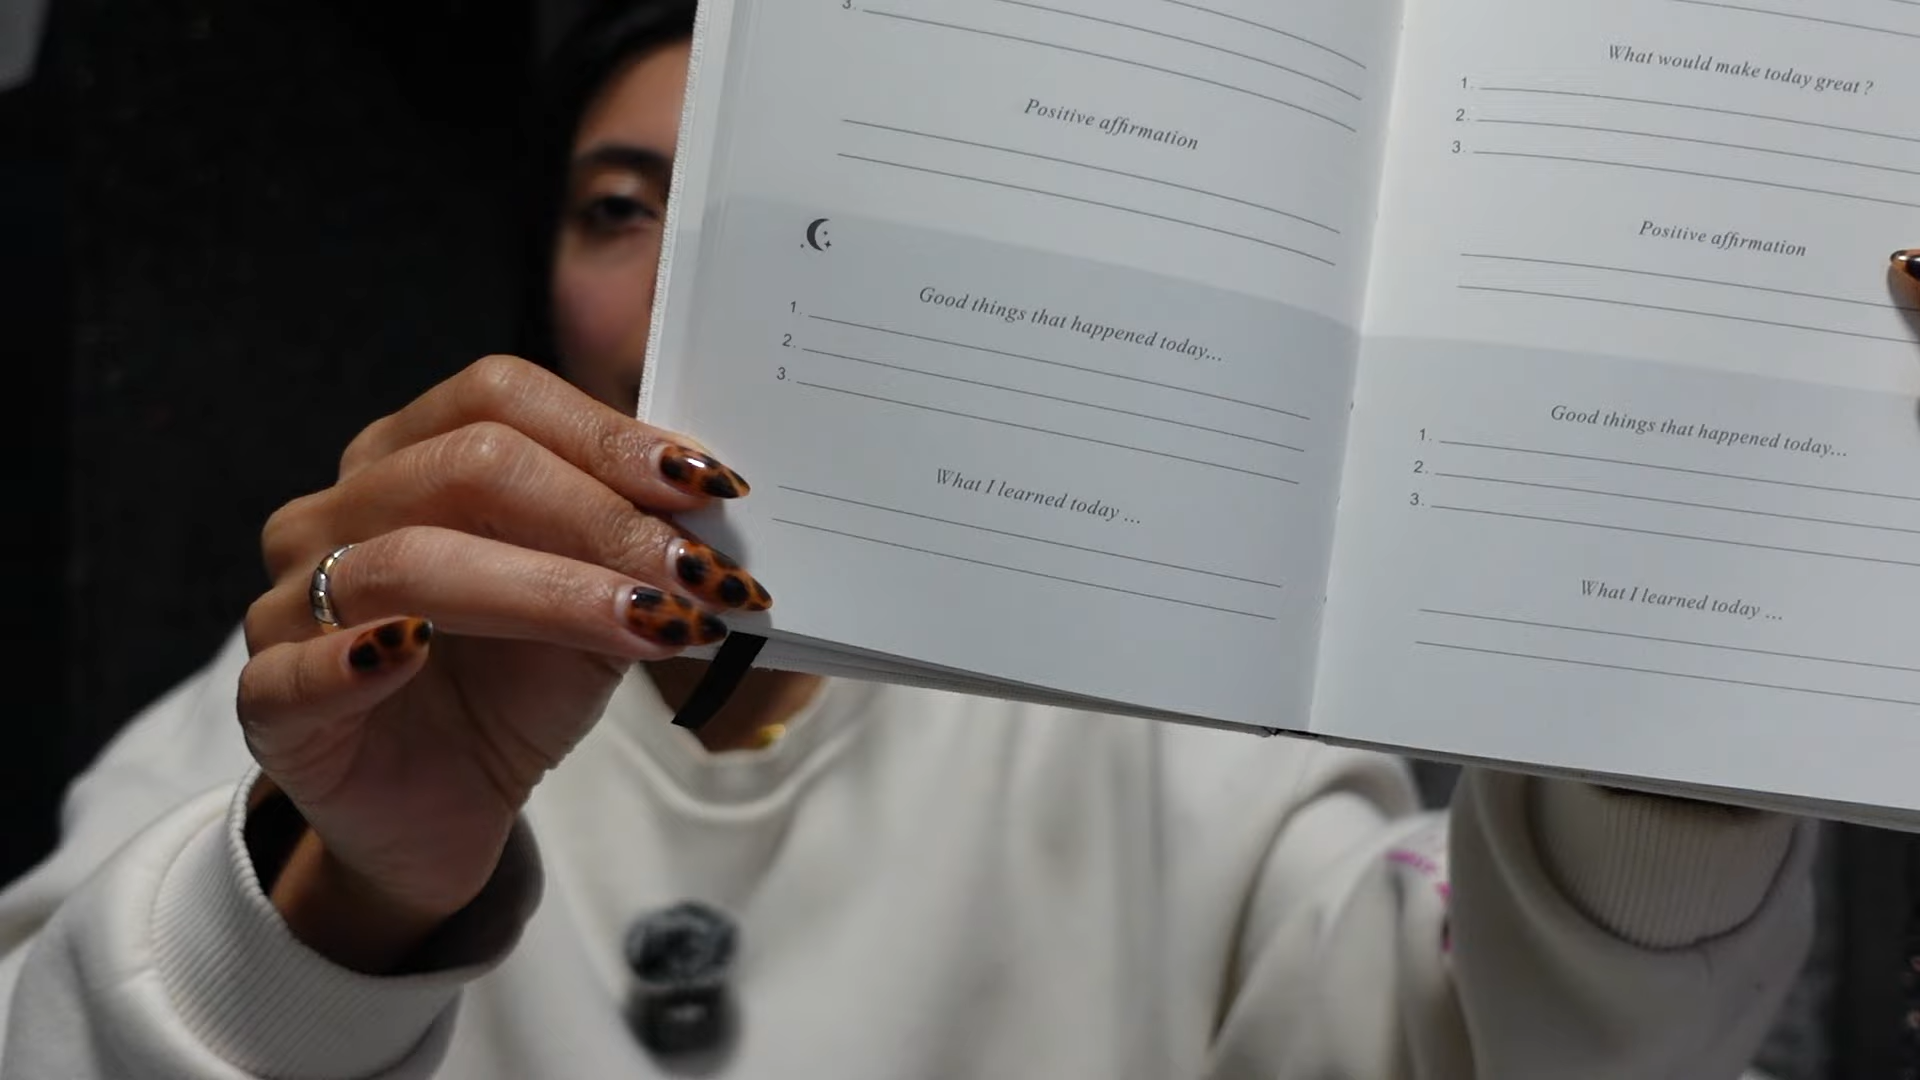 3.
Positive affirmation
Good things that happened today...
1.
2.
3.
What I learned today ...
What would make today great ?
1.
2.
3.
Positive affirmation
Good things that happened today...
1.
2.
3.
What I learned today ...